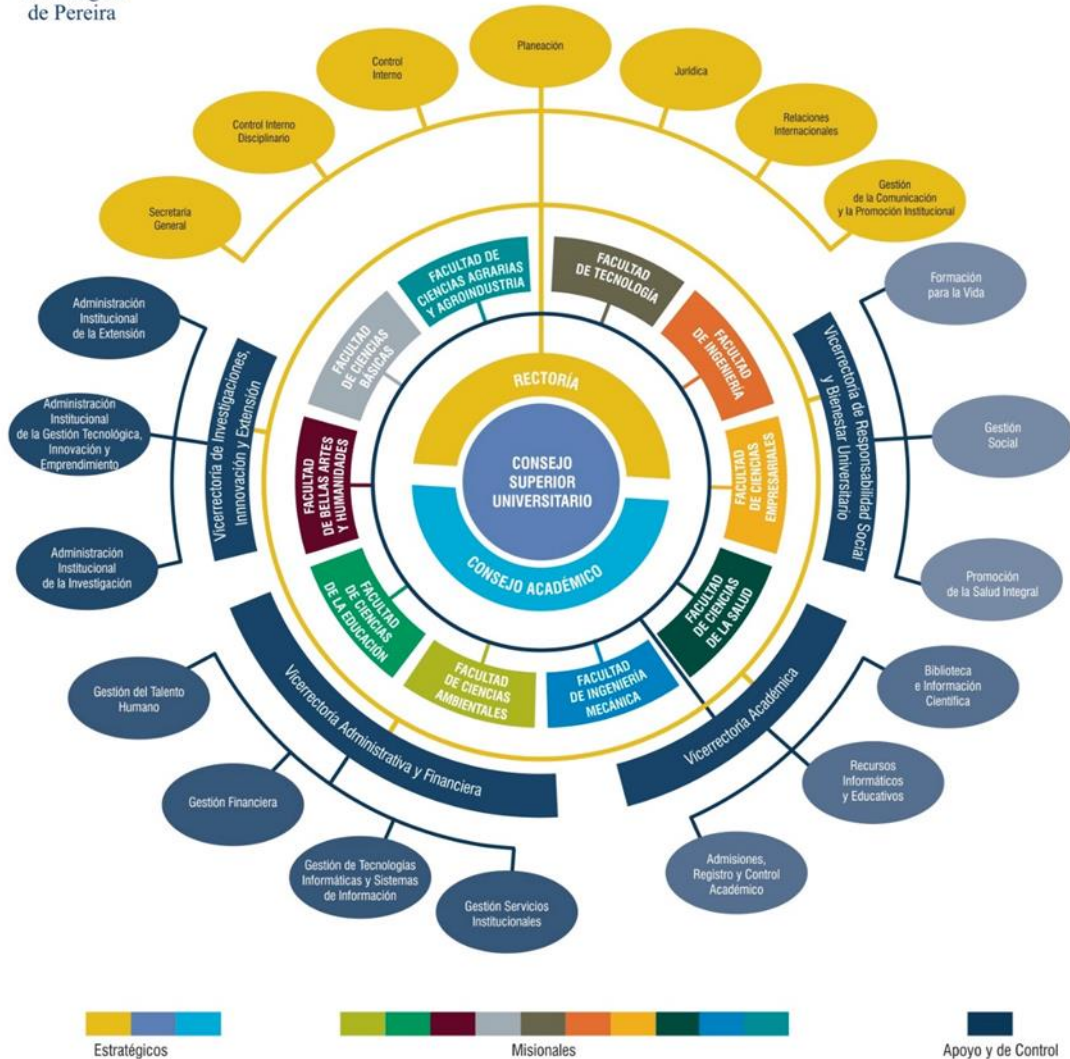 de Pereira
Planeación
Control
Interno
Jurídica
Control Interno
Disciplinario
Relaciones
Internacionales
Secretaría
General
Gestión
de la Comunicación
y la Promoción Institucional
FACULTAD DE
CIENCIAS AGRARIAS
Y AGROINDUSTRIA
FACULTAD
DE TECNOLOGÍA
FACULTAD
DE CIENCIAS
BÁSICAS
FACULTAD
DE INGENIERÍA
FACULTAD
DE BELLAS ARTES
Y HUMANIDADES
FACULTAD
DE CIENCIAS
EMPRESARIALES
FACULTAD
DE CIENCIAS
DE LA EDUCACIÓN
FACULTAD
DE CIENCIAS
DE LA SALUD
FACULTAD
DE CIENCIAS
AMBIENTALES
FACULTAD
DE INGENIERÍA
MECÁNICA
RECTORÍA
CONSEJO
SUPERIOR
UNIVERSITARIO
CONSEJO ACADÉMICO
Administración
Institucional
de la Extensión
Administración
Institucional
de la Gestión Tecnológica,
Innovación y
Emprendimiento
Administración
Institucional
de la Investigación
Vicerrectoría de Investigaciones,
Innnovación y Extensión
Formación
para la Vida
Gestión
Social
Promoción
de la Salud Integral
Vicerrectoría de Responsabilidad Social
y Bienestar Universitario
Vicerrectoría Administrativa y Financiera
Gestión del Talento
Humano
Gestión Financiera
Gestión de Tecnologías
Informáticas y Sistemas
de Información
Gestión Servicios
Institucionales
Vicerrectoría Académica
Biblioteca
e Información
Científica
Recursos
Informáticos
y Educativos
Admisiones,
Registro y Control
Académico
Estratégicos
Misionales
Apoyo y de Control